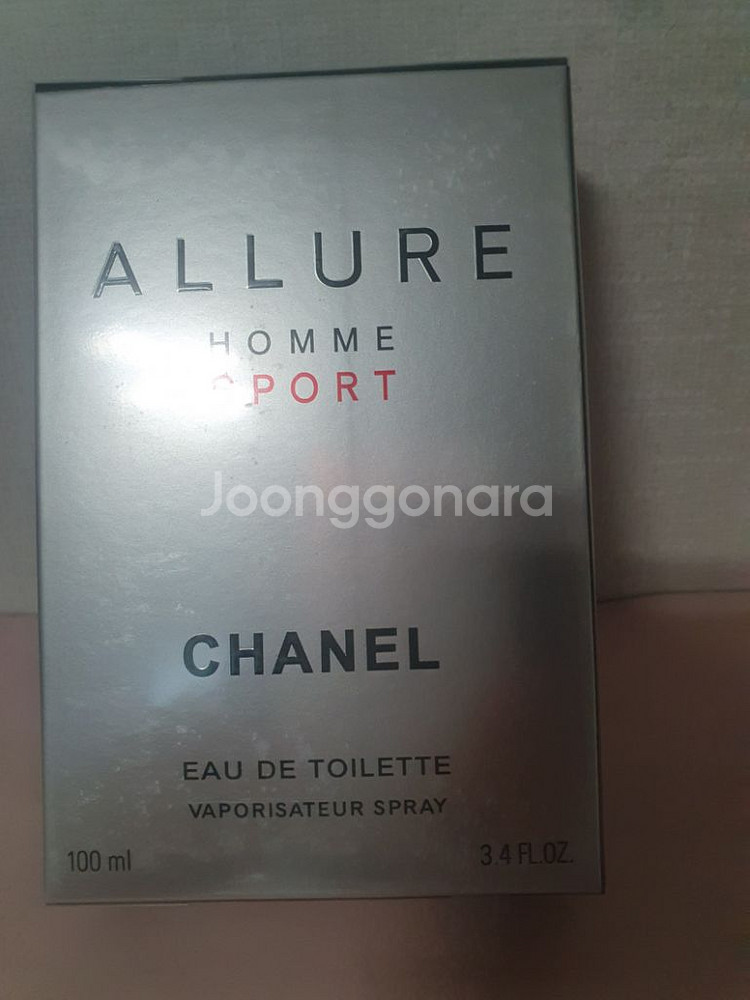 ALLURE
HOMME
SPORT
Joonggonara
CHANEL
EAU DE TOILETTE
VAPORISATEUR SPRAY
100 ml
3.4 FL.OZ.